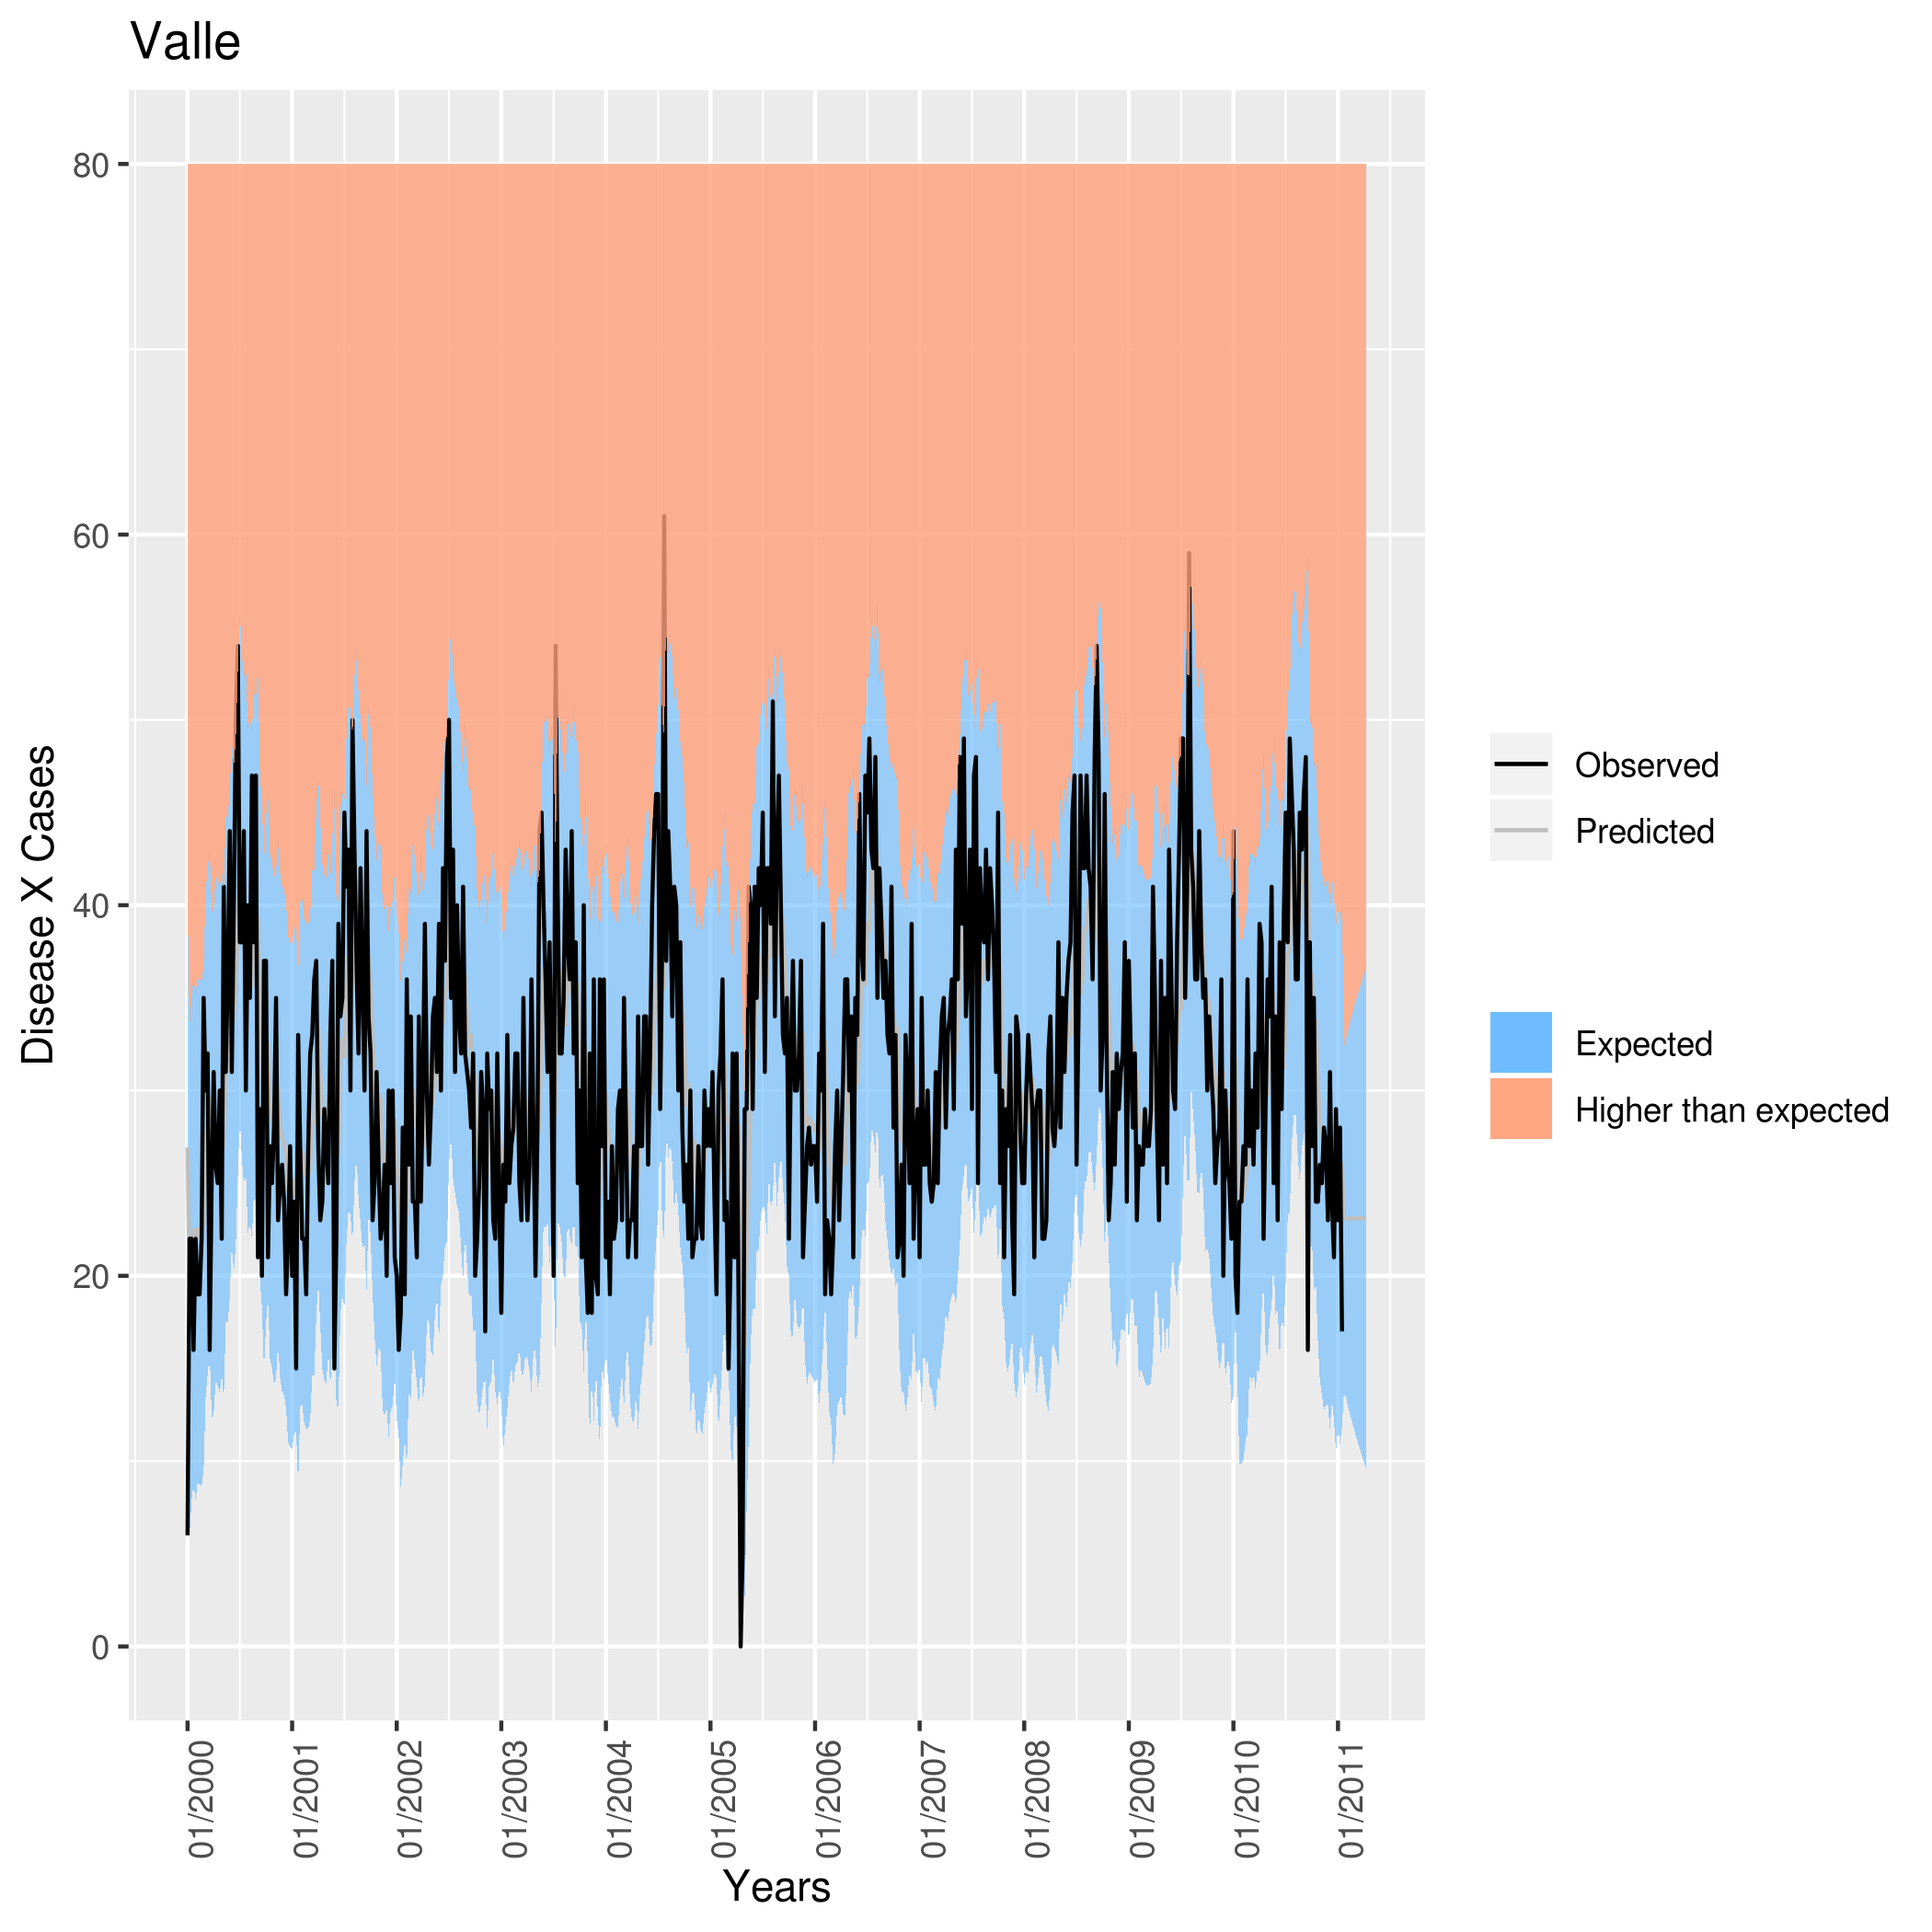 Valle
80
60
40
20
0
Disease X Cases
01/2000
01/2001
01/2002
01/2003
01/2004
01/2005
01/2006
01/2007
01/2008
01/2009
01/2010
01/2011
Years
Observed
Predicted
Expected
Higher than expected